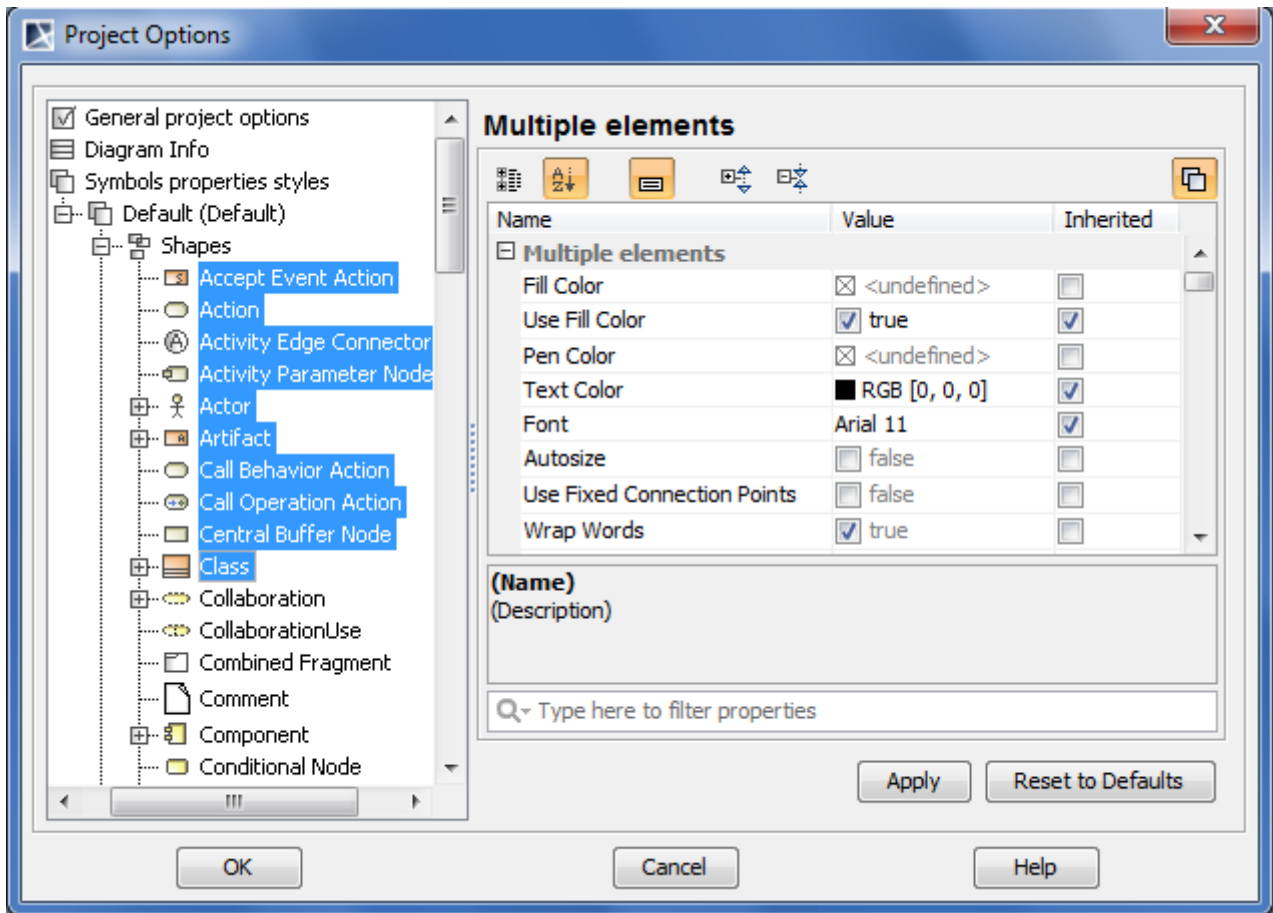 Project Options
General project options
Diagram Info
Symbols properties styles
Default (Default)
Shapes
Accept Event Action
Action
Activity Edge Connector
Activity Parameter Node
Actor
Artifact
Call Behavior Action
Call Operation Action
Central Buffer Node
Class
Collaboration
CollaborationUse
Combined Fragment
Comment
Component
Conditional Node
Multiple elements
Name Value Inherited
Multiple elements
Fill Color <undefined>
Use Fill Color true
Pen Color <undefined>
Text Color RGB [0, 0, 0]
Font Arial 11
Autosize false
Use Fixed Connection Points false
Wrap Words true
(Name)
(Description)
Type here to filter properties
Apply Reset to Defaults
OK Cancel Help